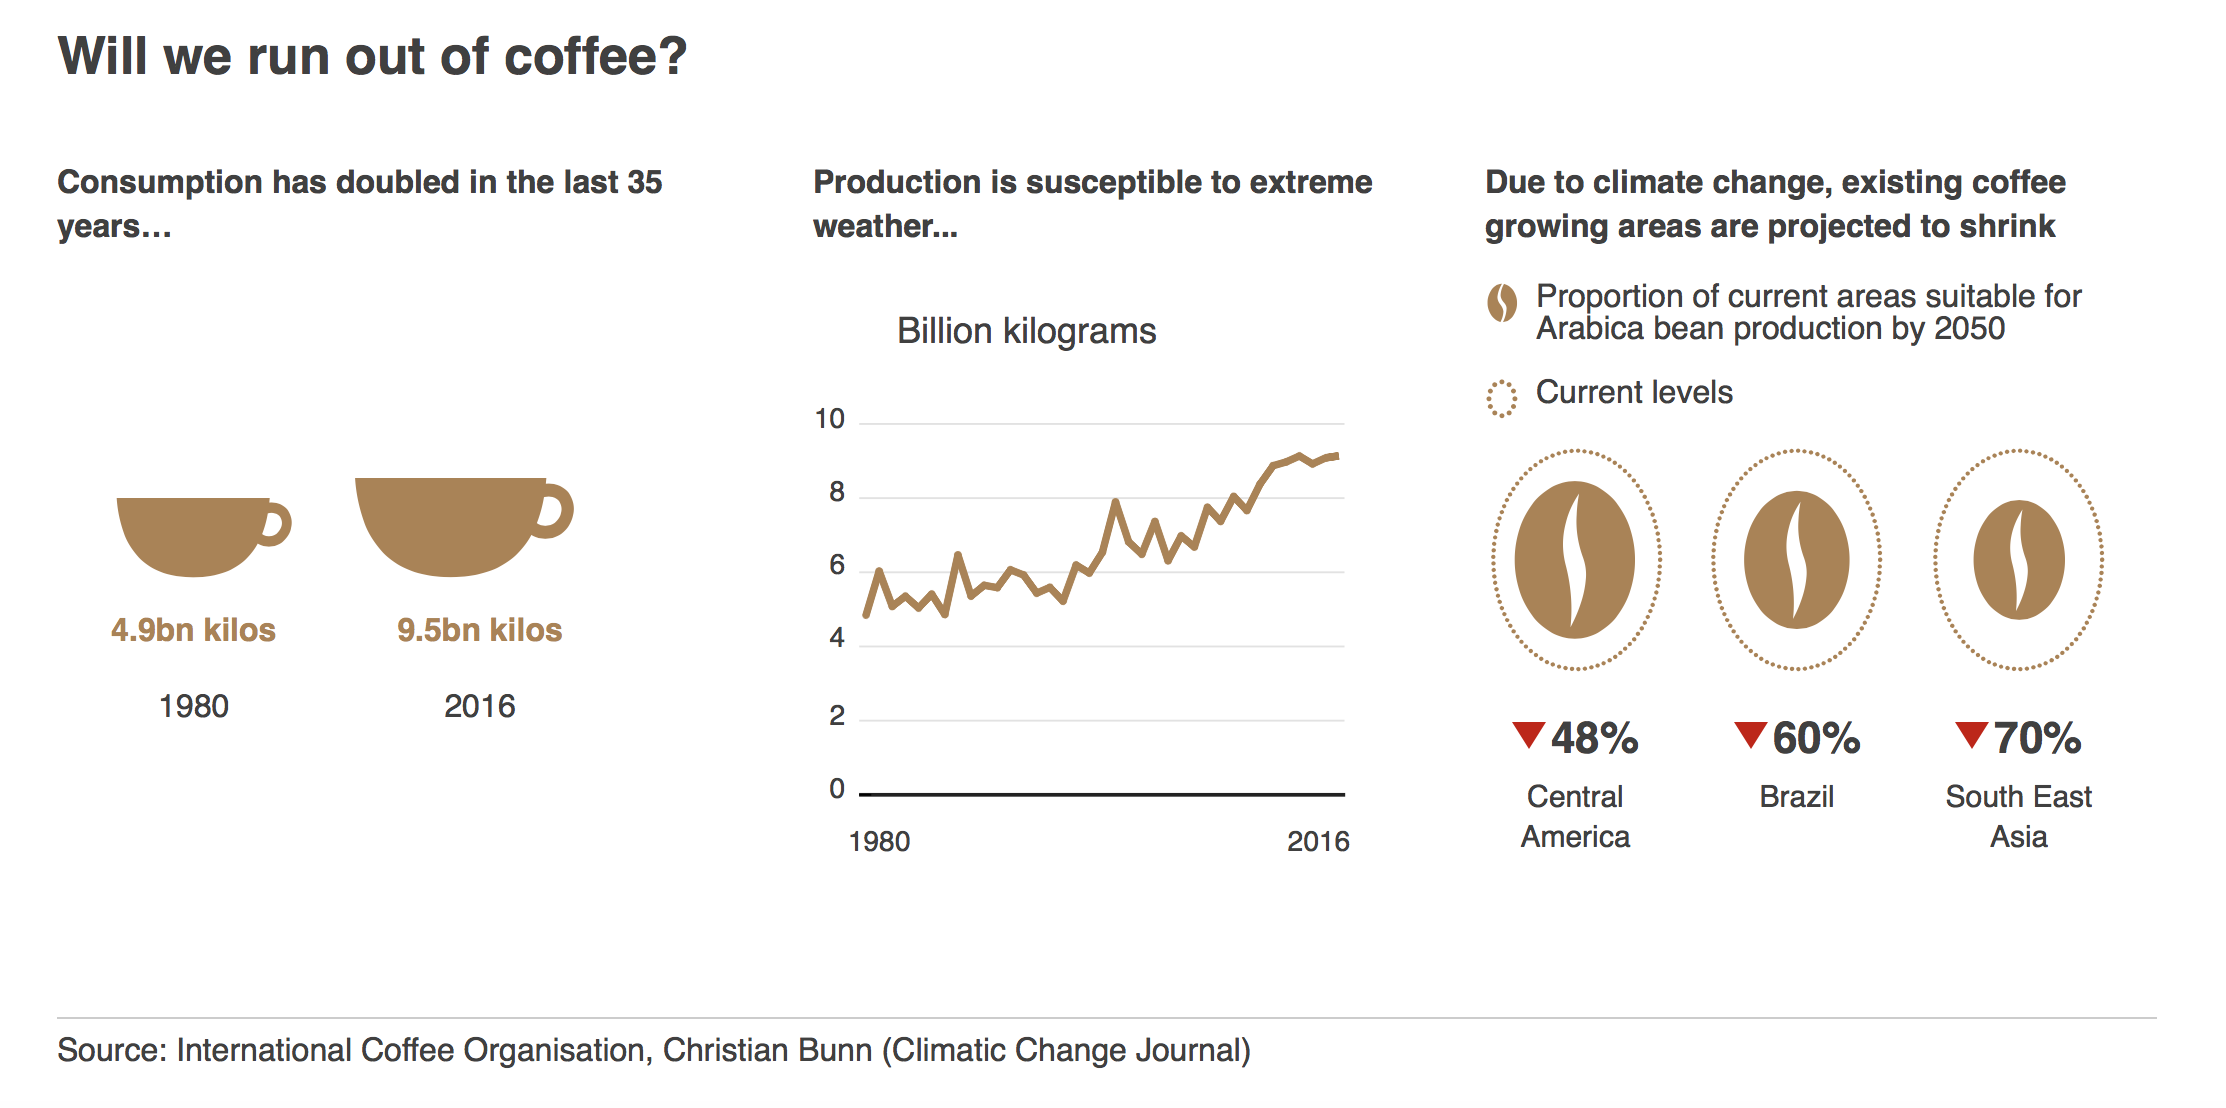 Will we run out of coffee?
Consumption has doubled in the last 35
years…
4.9bn kilos
9.5bn kilos
1980
2016
Production is susceptible to extreme
weather...
Billion kilograms
10
8
6
4
2
0
1980
2016
Due to climate change, existing coffee
growing areas are projected to shrink
Proportion of current areas suitable for
Arabica bean production by 2050
Current levels
48%
Central
America
60%
Brazil
70%
South East
Asia
Source: International Coffee Organisation, Christian Bunn (Climatic Change Journal)